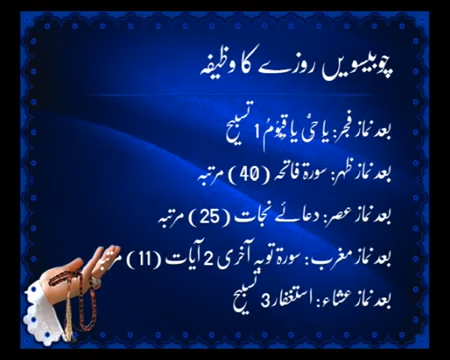 چوبیسویں روزے کا وظیفہ
بعد نماز فجر: یا حیُّ یا قیّومُ 1 تسبیح
بعد نماز ظہر: سورۃ فاتحہ (40) مرتبہ
بعد نماز عصر: دعائے نجات (25) مرتبہ
بعد نماز مغرب: سورۃ توبہ آخری 2 آیات (11) مرتبہ
بعد نماز عشاء: استغفار 3 تسبیح